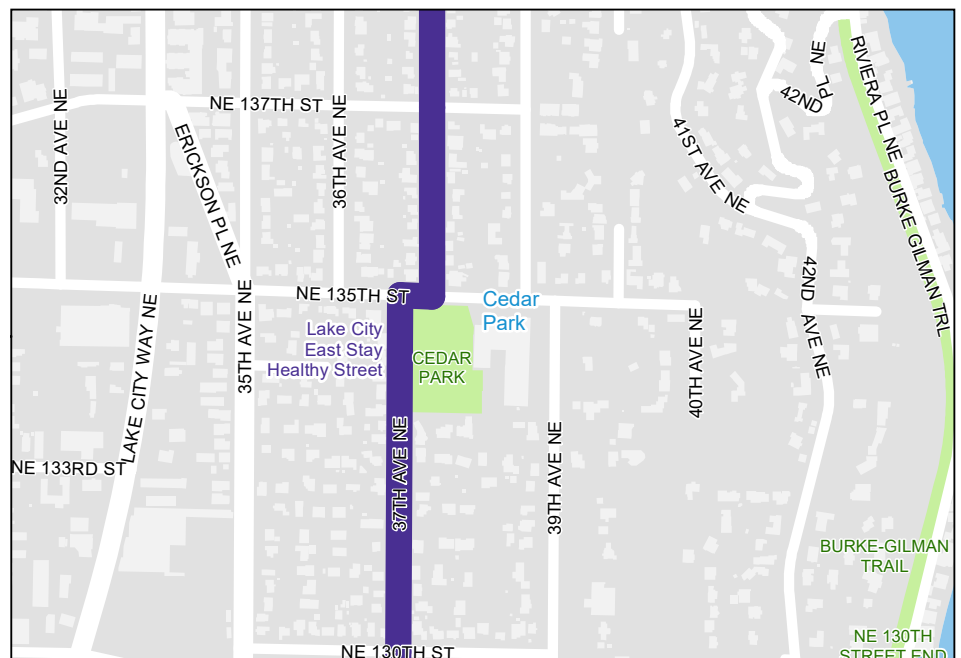 NE 137TH ST
32ND AVE NE
36TH AVE NE
ERICKSON PL NE
41ST AVE NE
42ND
PL NE
RIVIERA PL NE
BURKE GILMAN TRL
NE 135TH ST
Cedar
Park
Lake City
East Stay
Healthy Street
CEDAR
PARK
42ND AVE NE
LAKE CITY WAY NE
35TH AVE NE
40TH AVE NE
37TH AVE NE
39TH AVE NE
NE 133RD ST
BURKE-GILMAN
TRAIL
NE 130TH ST
NE 130TH
STREET END